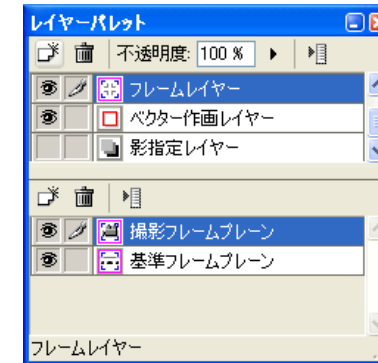 レイヤーパレット
不透明度: 100 %
フレームレイヤー
ベクター作画レイヤー
影指定レイヤー
撮影フレームプレーン
基準フレームプレーン
フレームレイヤー